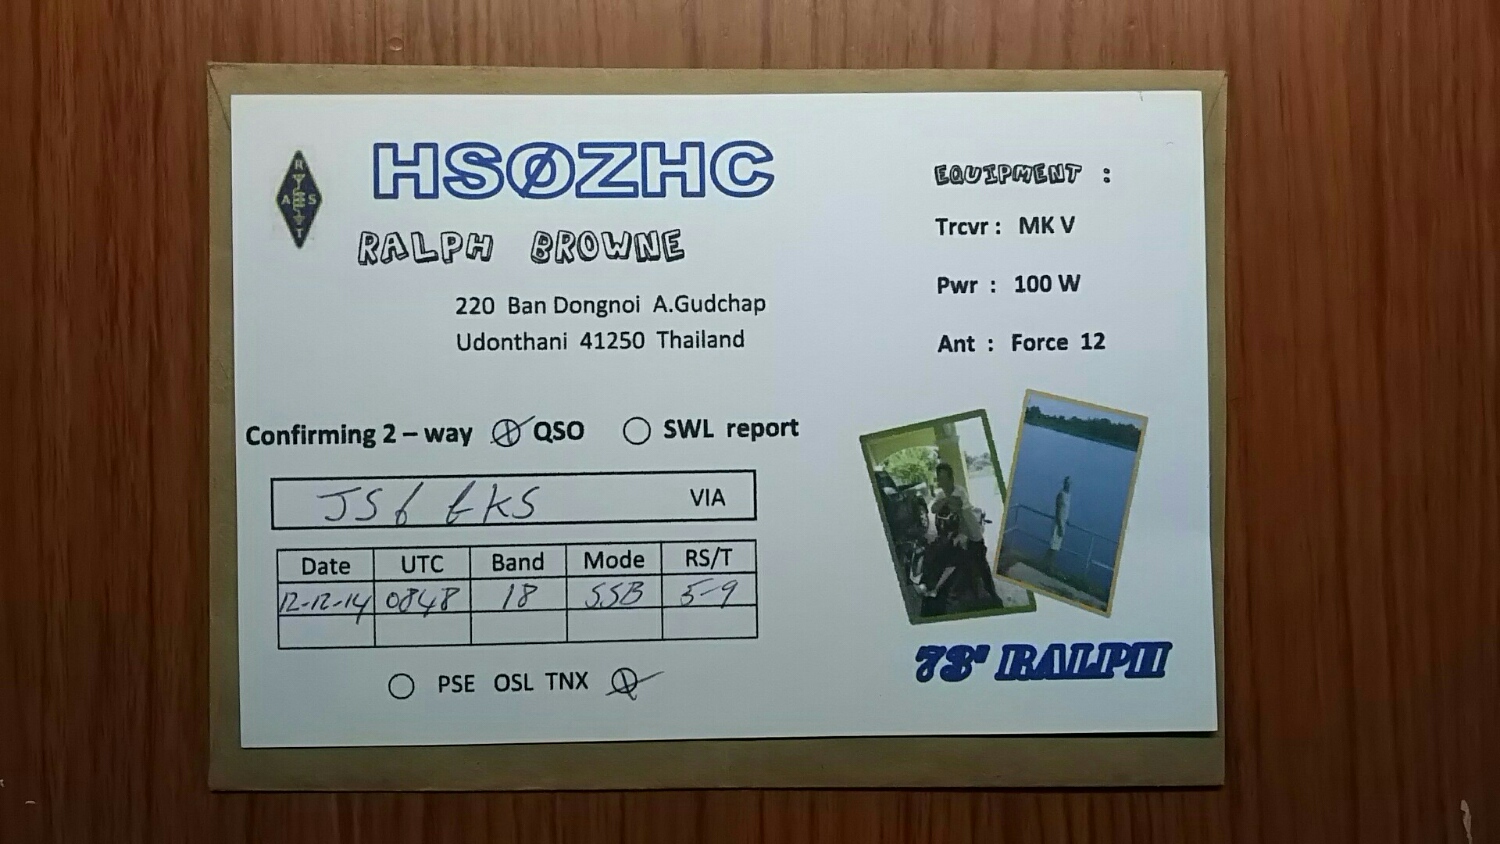 R
A S
T
HSØZHC
RALPH BROWNE
220 Ban Dongnoi A.Gudchap
Udonthani 41250 Thailand
EQUIPMENT :
Trcvr : MK V
Pwr : 100 W
Ant : Force 12
Confirming 2 – way QSO SWL report
JS6 VIA
Date UTC Band Mode RS/T
12-12-14 0848 18 SSB 5-9
PSE OSL TNX
73' RALPH